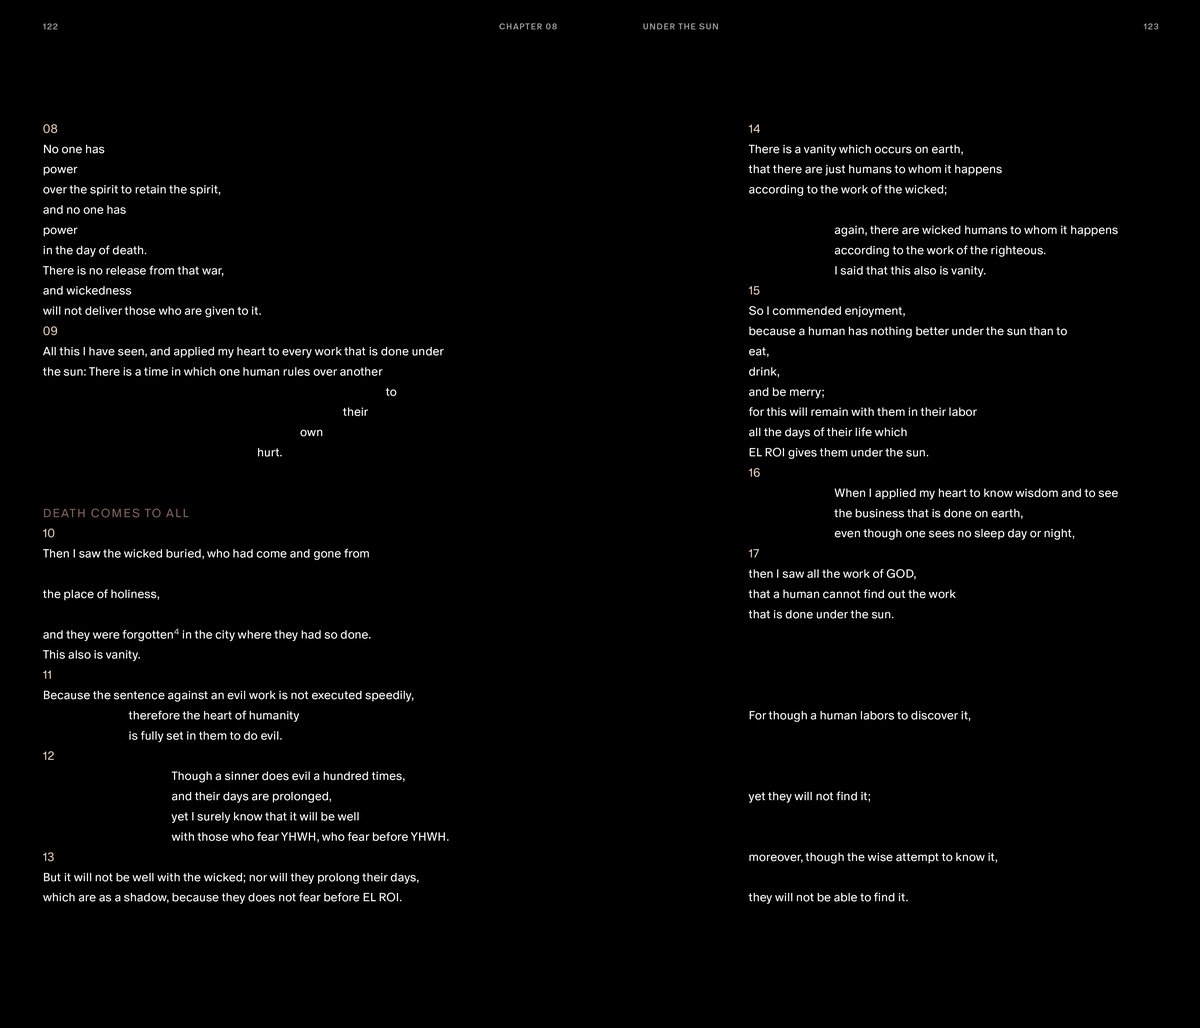 122
CHAPTER 08
08
No one has
power
over the spirit to retain the spirit,
and no one has
power
in the day of death.
There is no release from that war,
and wickedness
will not deliver those who are given to it.
09
All this I have seen, and applied my heart to every work that is done under
the sun: There is a time in which one human rules over another
to
their
own
hurt.
DEATH COMES TO ALL
10
Then I saw the wicked buried, who had come and gone from
the place of holiness,
and they were forgotten⁴ in the city where they had so done.
This also is vanity.
11
Because the sentence against an evil work is not executed speedily,
therefore the heart of humanity
is fully set in them to do evil.
12
Though a sinner does evil a hundred times,
and their days are prolonged,
yet I surely know that it will be well
with those who fear YHWH, who fear before YHWH.
13
But it will not be well with the wicked; nor will they prolong their days,
which are as a shadow, because they does not fear before EL ROI.
UNDER THE SUN
123
14
There is a vanity which occurs on earth,
that there are just humans to whom it happens
according to the work of the wicked;
again, there are wicked humans to whom it happens
according to the work of the righteous.
I said that this also is vanity.
15
So I commended enjoyment,
because a human has nothing better under the sun than to
eat,
drink,
and be merry;
for this will remain with them in their labor
all the days of their life which
EL ROI gives them under the sun.
16
When I applied my heart to know wisdom and to see
the business that is done on earth,
even though one sees no sleep day or night,
17
then I saw all the work of GOD,
that a human cannot find out the work
that is done under the sun.
For though a human labors to discover it,
yet they will not find it;
moreover, though the wise attempt to know it,
they will not be able to find it.